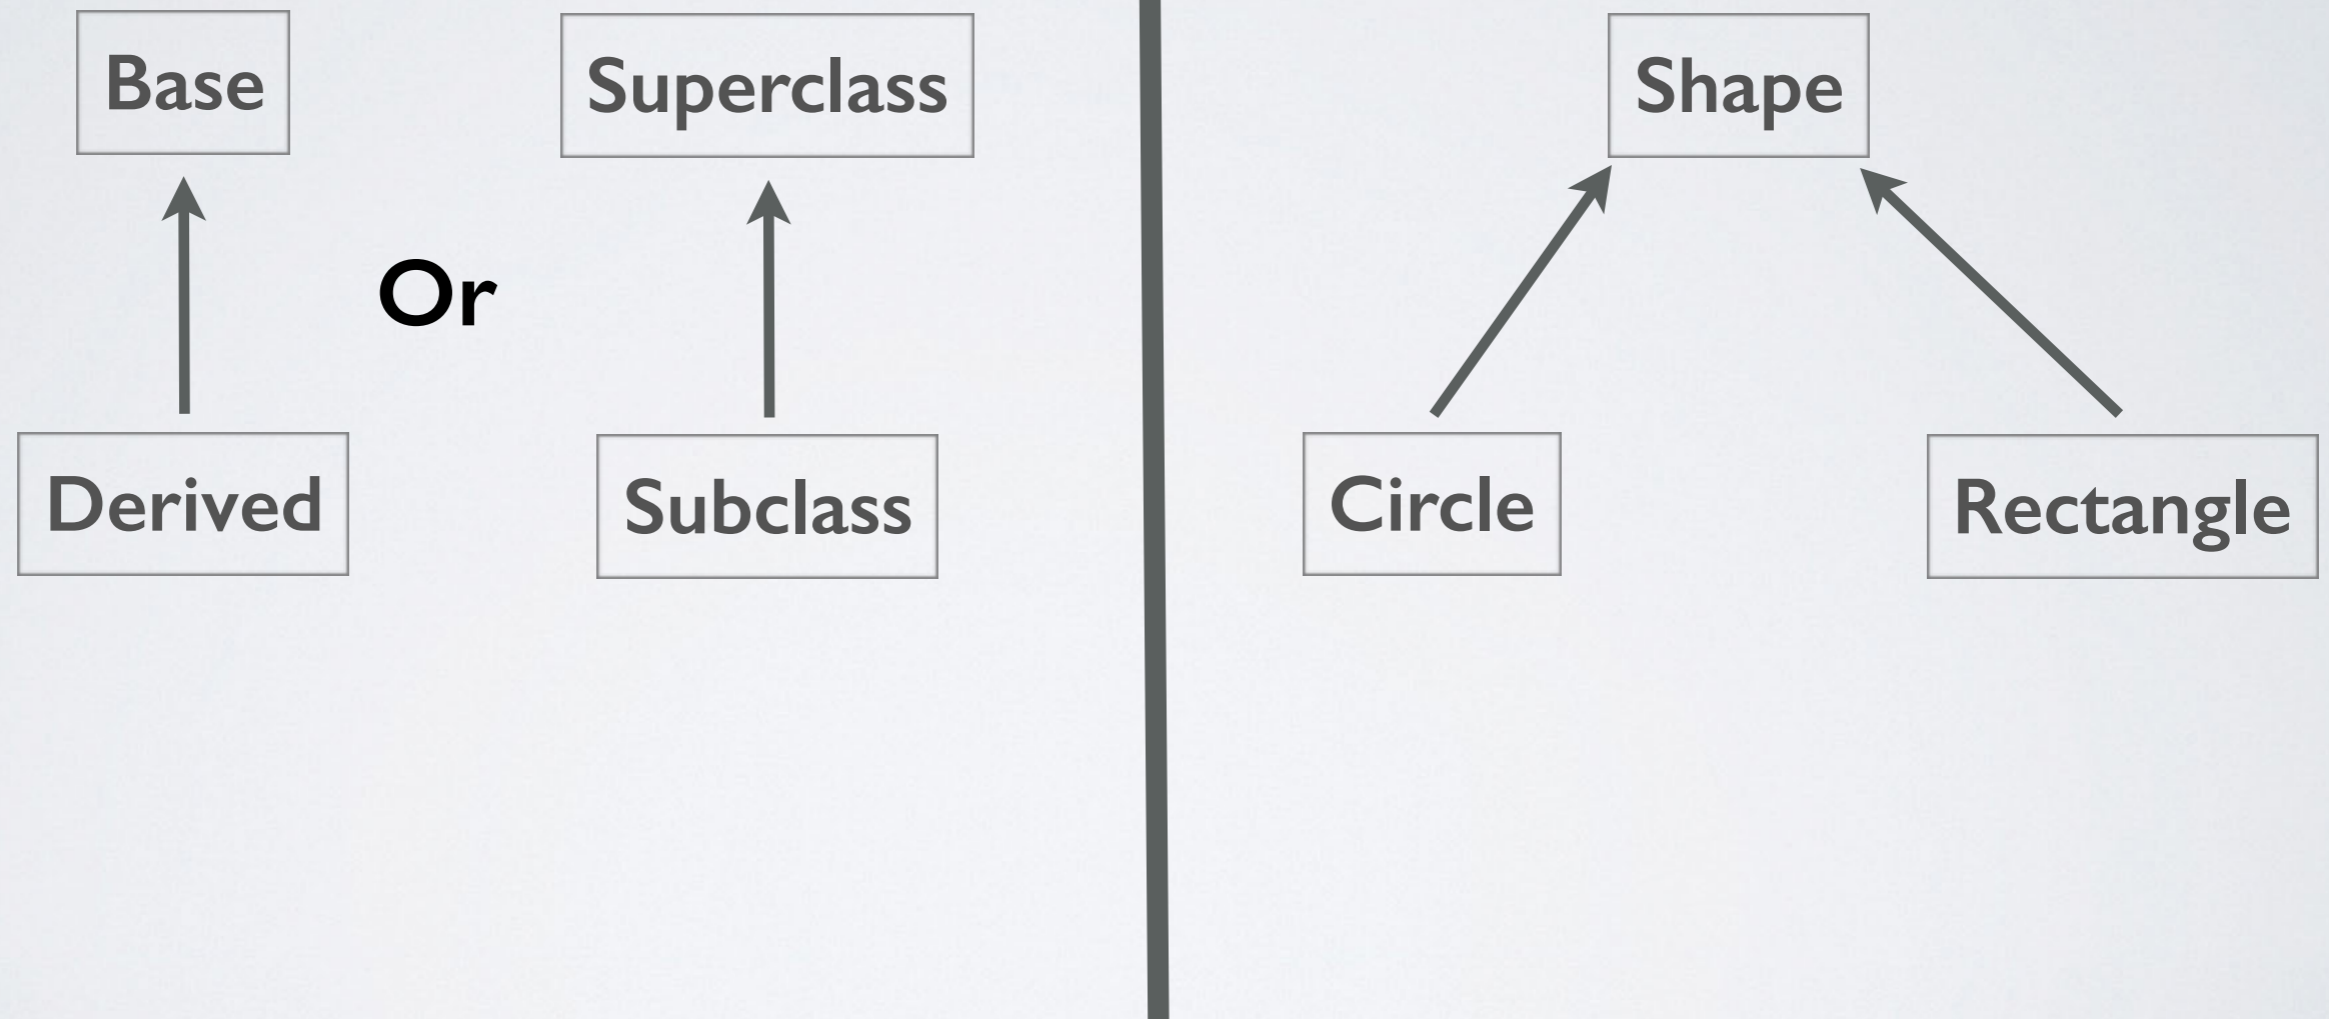 Base
Superclass
Or
Derived
Subclass
Shape
Circle
Rectangle